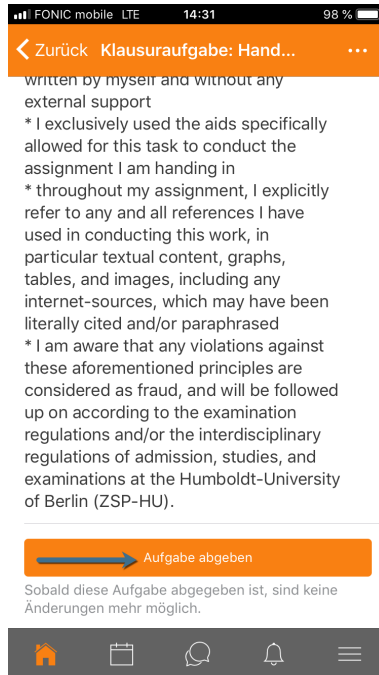 FONIC mobile LTE 14:31 98 %
Zurück Klausuraufgabe: Hand...
written by myself and without any
external support
* I exclusively used the aids specifically
allowed for this task to conduct the
assignment I am handing in
* throughout my assignment, I explicitly
refer to any and all references I have
used in conducting this work, in
particular textual content, graphs,
tables, and images, including any
internet-sources, which may have been
literally cited and/or paraphrased
* I am aware that any violations against
these aforementioned principles are
considered as fraud, and will be followed
up on according to the examination
regulations and/or the interdisciplinary
regulations of admission, studies, and
examinations at the Humboldt-University
of Berlin (ZSP-HU).
Aufgabe abgeben
Sobald diese Aufgabe abgegeben ist, sind keine
Änderungen mehr möglich.